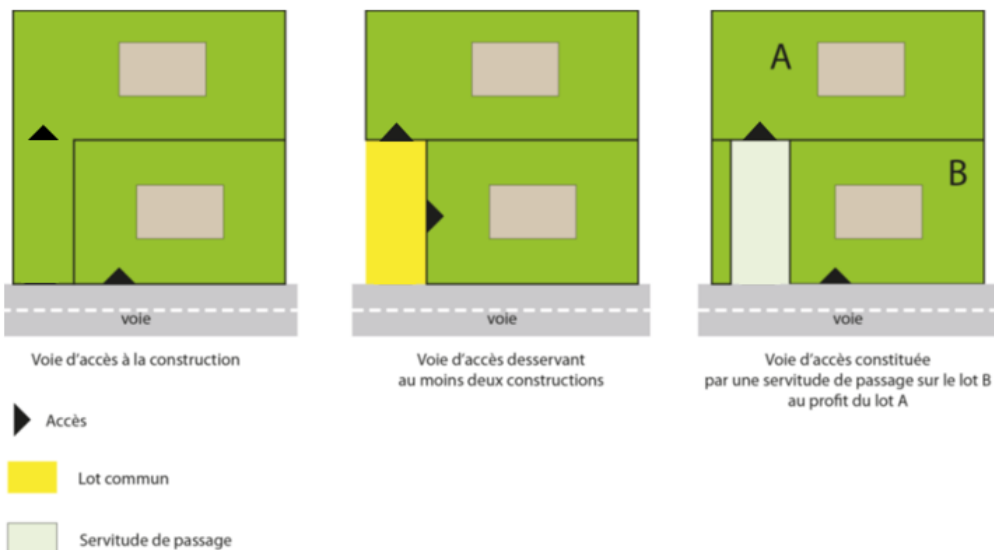 A
B
voie
voie
voie
Voie d'accès à la construction
Voie d'accès desservant
au moins deux constructions
Voie d'accès constituée
par une servitude de passage sur le lot B
au profit du lot A
Accès
Lot commun
Servitude de passage